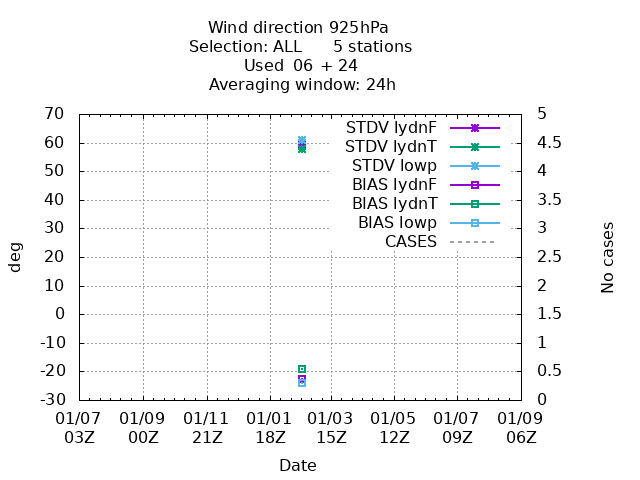 Wind direction 925hPa
Selection: ALL 5 stations
Used 06 + 24
Averaging window: 24h
70 5
60 4.5
50 4
40 3.5
30 3
20 2.5
10 2
0 1.5
-10 1
-20 0.5
-30 0
STDV lydnF
STDV lydnT
STDV lowp
BIAS lydnF
BIAS lydnT
BIAS lowp
CASES
deg
No cases
01/07 01/09 01/11 01/01 01/03 01/05 01/07 01/09
03Z 00Z 21Z 18Z 15Z 12Z 09Z 06Z
Date